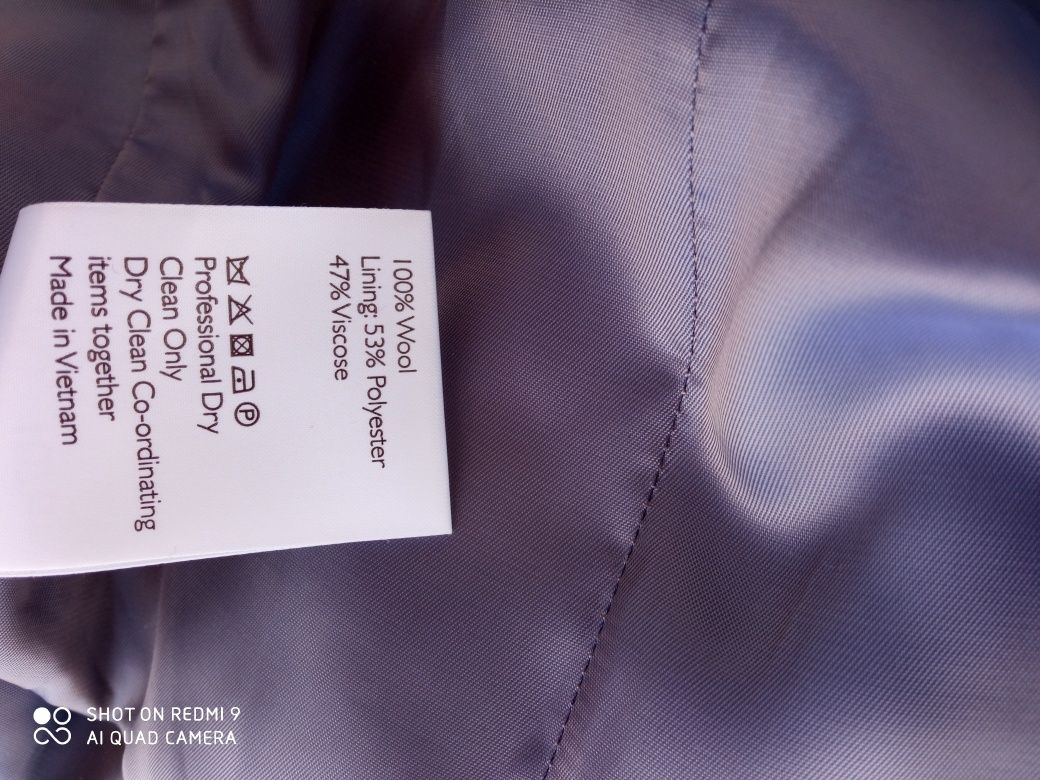 100% Wool
Lining: 53% Polyester
47% Viscose
P
Professional Dry
Clean Only
Dry Clean Co-ordinating
items together
Made in Vietnam
SHOT ON REDMI 9
AI QUAD CAMERA